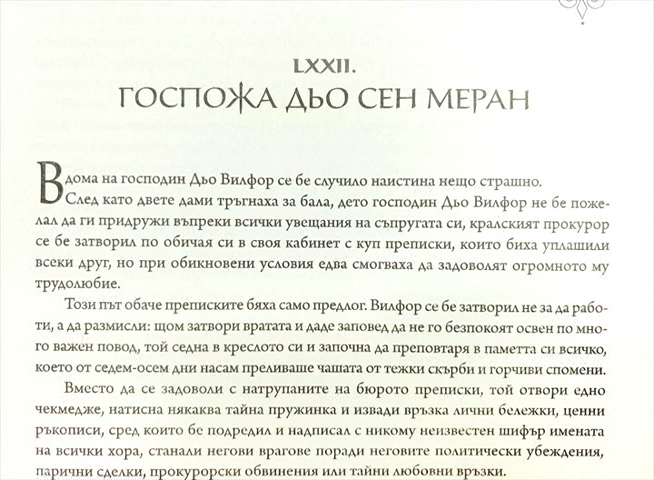 LXXII.
ГОСПОЖА ДЬО СЕН МЕРАН
В дома на господин Дьо Вилфор се бе случило наистина нещо страшно.
След като двете дами тръгнаха за бала, дето господин Дьо Вилфор не бе поже-
лал да ги придружи въпреки всички увещания на съпругата си, кралският прокурор
се бе затворил по обичая си в своя кабинет с куп преписки, които биха уплашили
всеки друг, но при обикновени условия едва смогваха да задоволят огромното му
трудолюбие.
Този път обаче преписките бяха само предлог. Вилфор се бе затворил не за да рабо-
ти, а да размисли: щом затвори вратата и даде заповед да не го безпокоят освен по мно-
го важен повод, той седна в креслото си и започна да преповтаря в паметта си всичко,
което от седем-осем дни насам преливаше чашата от тежки скърби и горчиви спомени.
Вместо да се задоволи с натрупаните на бюрото преписки, той отвори едно
чекмедже, натисна някаква тайна пружинка и извади връзка лични бележки, ценни
ръкописи, сред които бе подредил и надписал с никому неизвестен шифър имената
на всички хора, станали негови врагове поради неговите политически убеждения,
парични сделки, прокурорски обвинения или тайни любовни връзки.